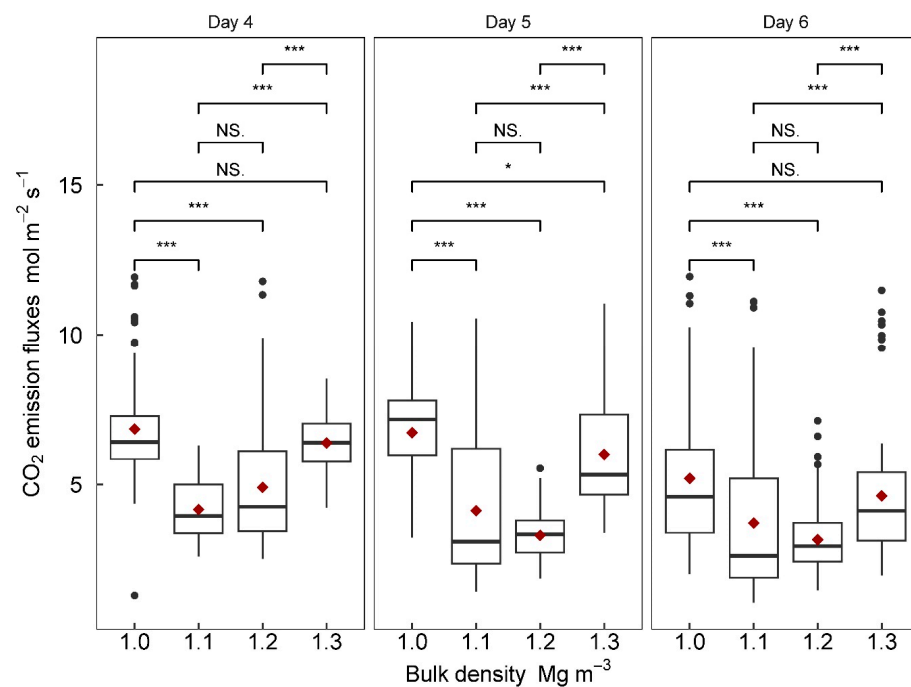 Day 4 Day 5 Day 6
*** *** ***
*** *** ***
NS. NS. NS.
NS. * NS.
*** *** ***
*** *** ***
15
10
5
CO₂ emission fluxes mol m⁻² s⁻¹
1.0 1.1 1.2 1.3 1.0 1.1 1.2 1.3 1.0 1.1 1.2 1.3
Bulk density Mg m⁻³